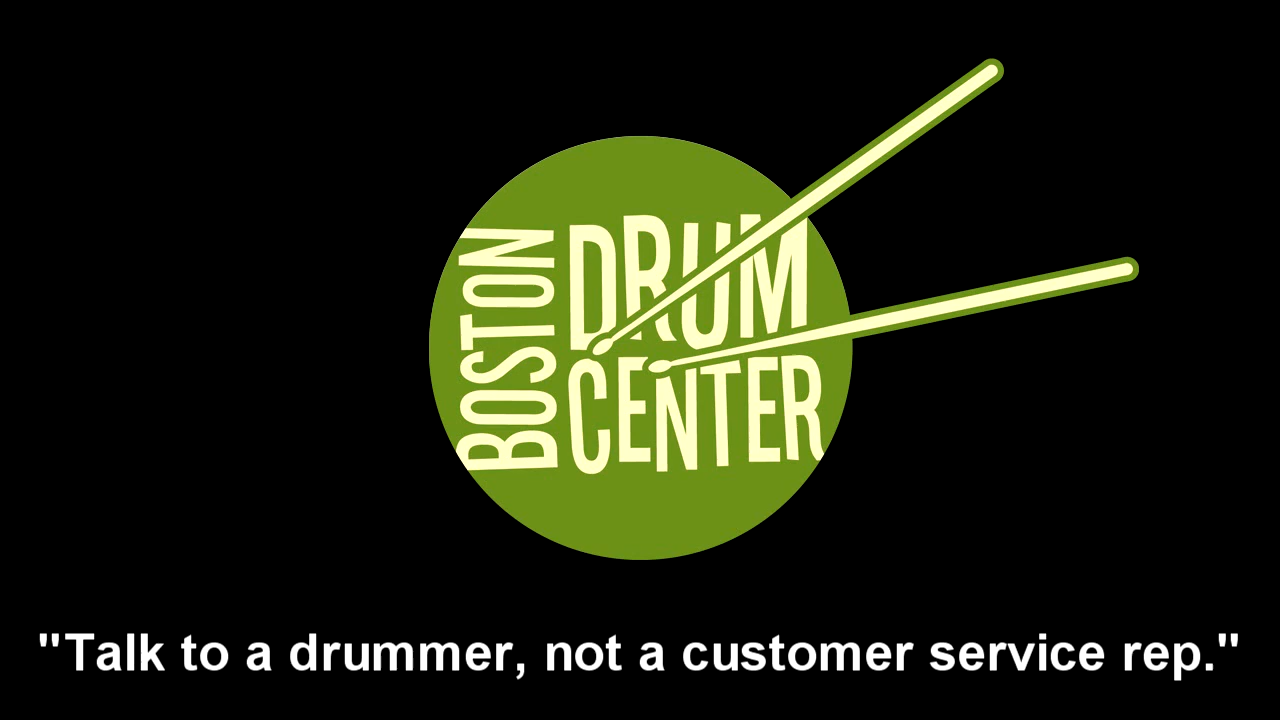 BOSTON
DRUM
CENTER
"Talk to a drummer, not a customer service rep."